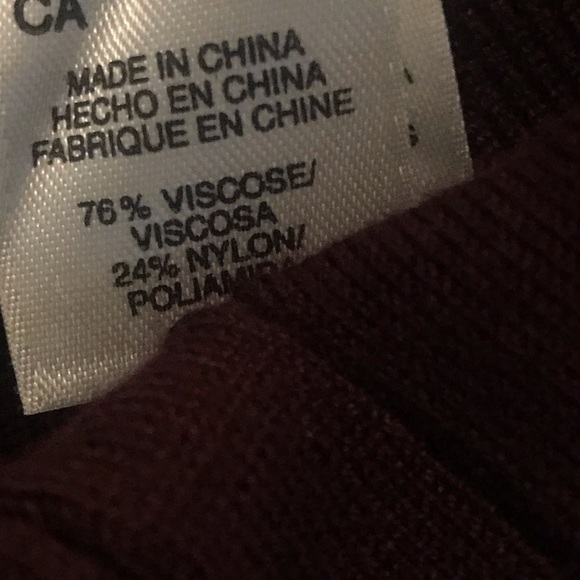 CA
MADE IN CHINA
HECHO EN CHINA
FABRIQUE EN CHINE
76% VISCOSE/
VISCOSA
24% NYLON/